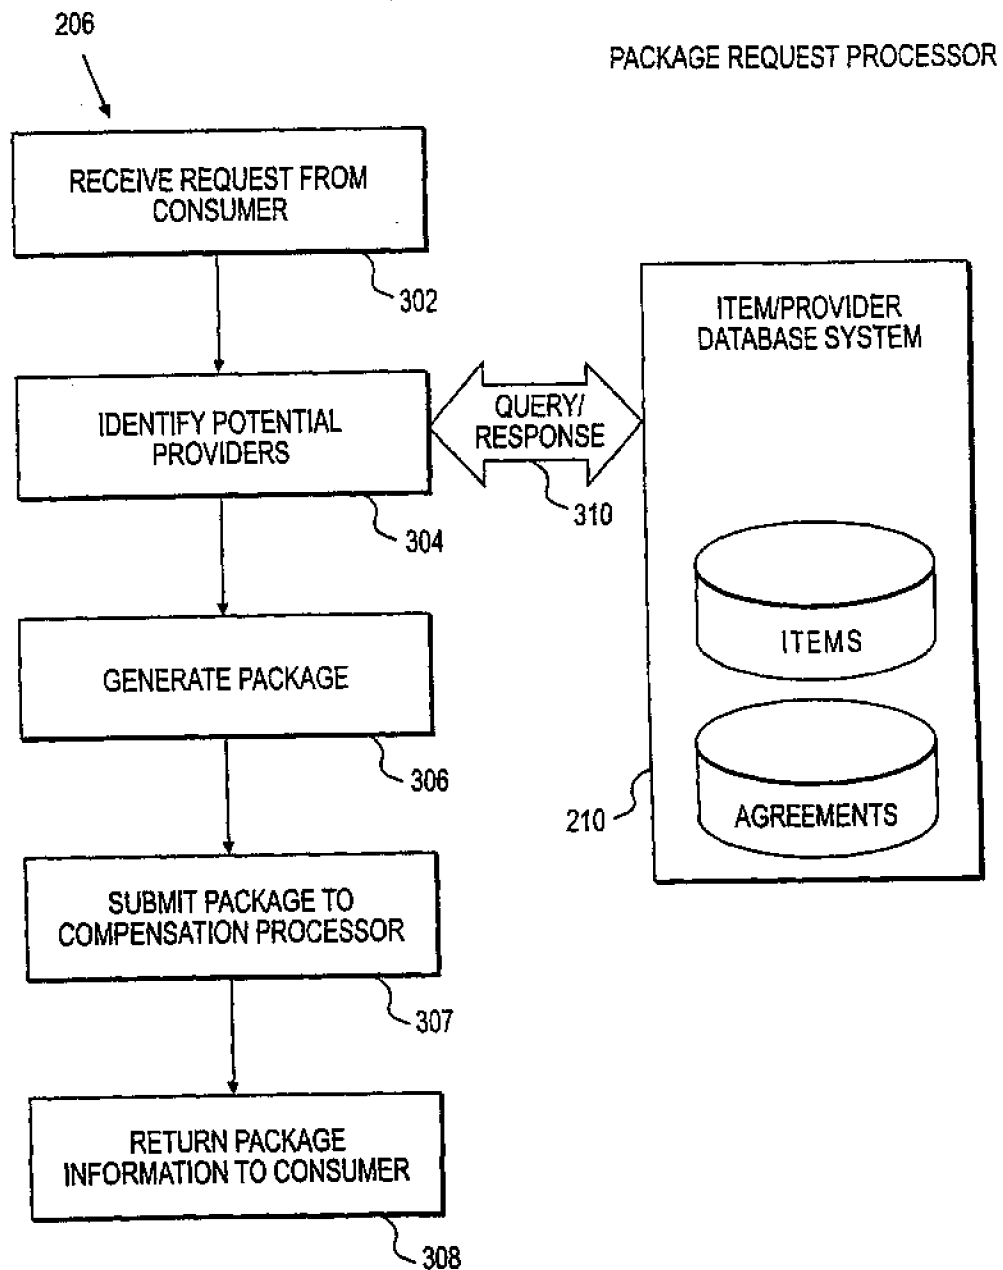 206
PACKAGE REQUEST PROCESSOR
RECEIVE REQUEST FROM
CONSUMER
302
ITEM/PROVIDER
DATABASE SYSTEM
IDENTIFY POTENTIAL
PROVIDERS
304
QUERY/
RESPONSE
310
ITEMS
GENERATE PACKAGE
306
AGREEMENTS
210
SUBMIT PACKAGE TO
COMPENSATION PROCESSOR
307
RETURN PACKAGE
INFORMATION TO CONSUMER
308